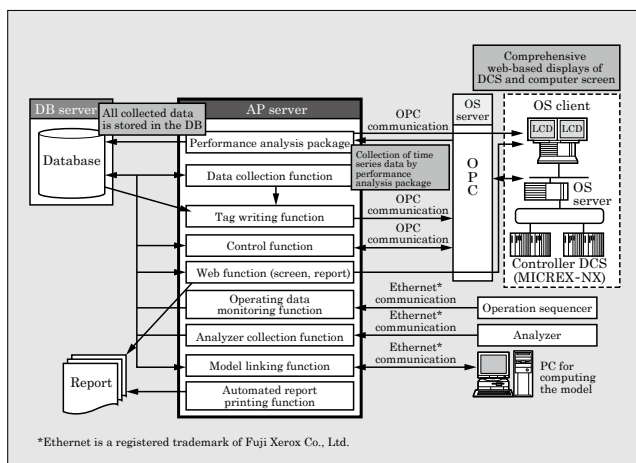 Comprehensive
web-based displays of
DCS and computer screen
DB server
All collected data
is stored in the DB
AP server
OPC
communication
OS
server
OS client
LCD
LCD
Database
Performance analysis package
Collection of time
series data by
performance
analysis package
Data collection function
O
P
C
OS
server
Tag writing function
OPC
communication
Control function
OPC
communication
Controller DCS
(MICREX-NX)
Web function (screen, report)
Operating data
monitoring function
Ethernet*
communication
Operation sequencer
Analyzer collection function
Ethernet*
communication
Analyzer
Model linking function
Ethernet*
communication
PC for
computing
the model
Report
Automated report
printing function
*Ethernet is a registered trademark of Fuji Xerox Co., Ltd.